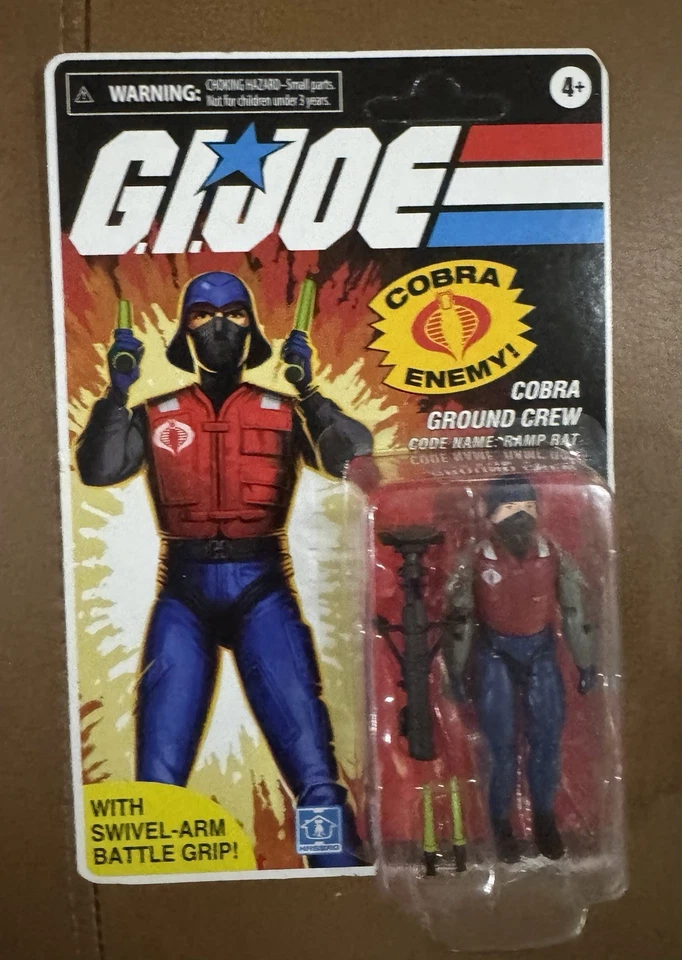 WARNING: CHOKING HAZARD–Small parts.
Not for children under 3 years.
4+
G.I. JOE
COBRA
ENEMY!
COBRA
GROUND CREW
CODE NAME: RAMP RAT
WITH
SWIVEL-ARM
BATTLE GRIP!
HASBRO